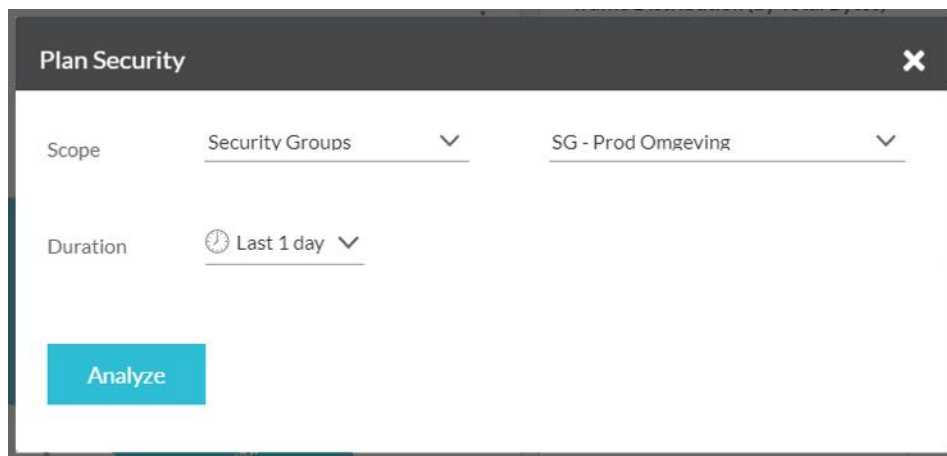 Plan Security
Scope
Security Groups
SG - Prod Omgeving
Duration
Last 1 day
Analyze